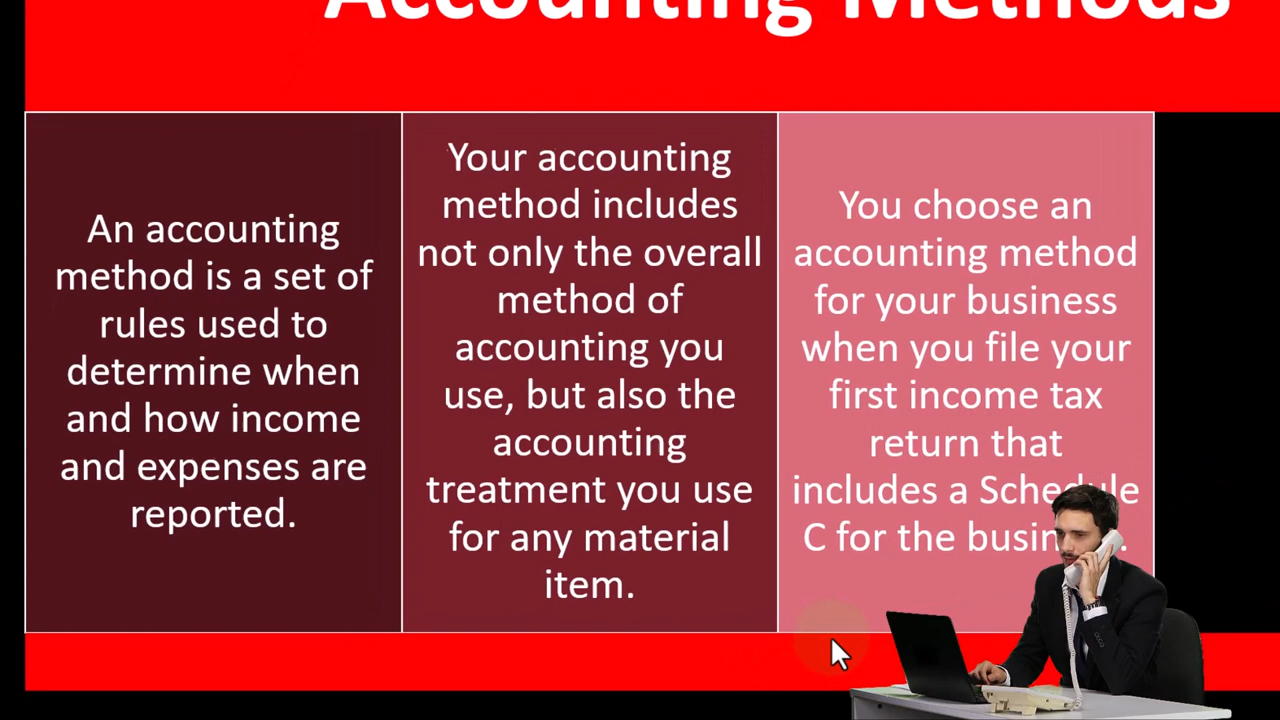 Accounting Methods
An accounting
method is a set of
rules used to
determine when
and how income
and expenses are
reported.
Your accounting
method includes
not only the overall
method of
accounting you
use, but also the
accounting
treatment you use
for any material
item.
You choose an
accounting method
for your business
when you file your
first income tax
return that
includes a Schedule
C for the